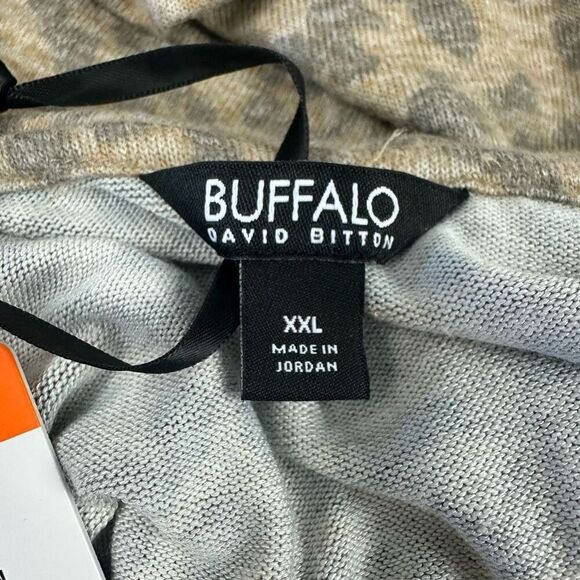 BUFFALO
DAVID BITTON
XXL
MADE IN
JORDAN